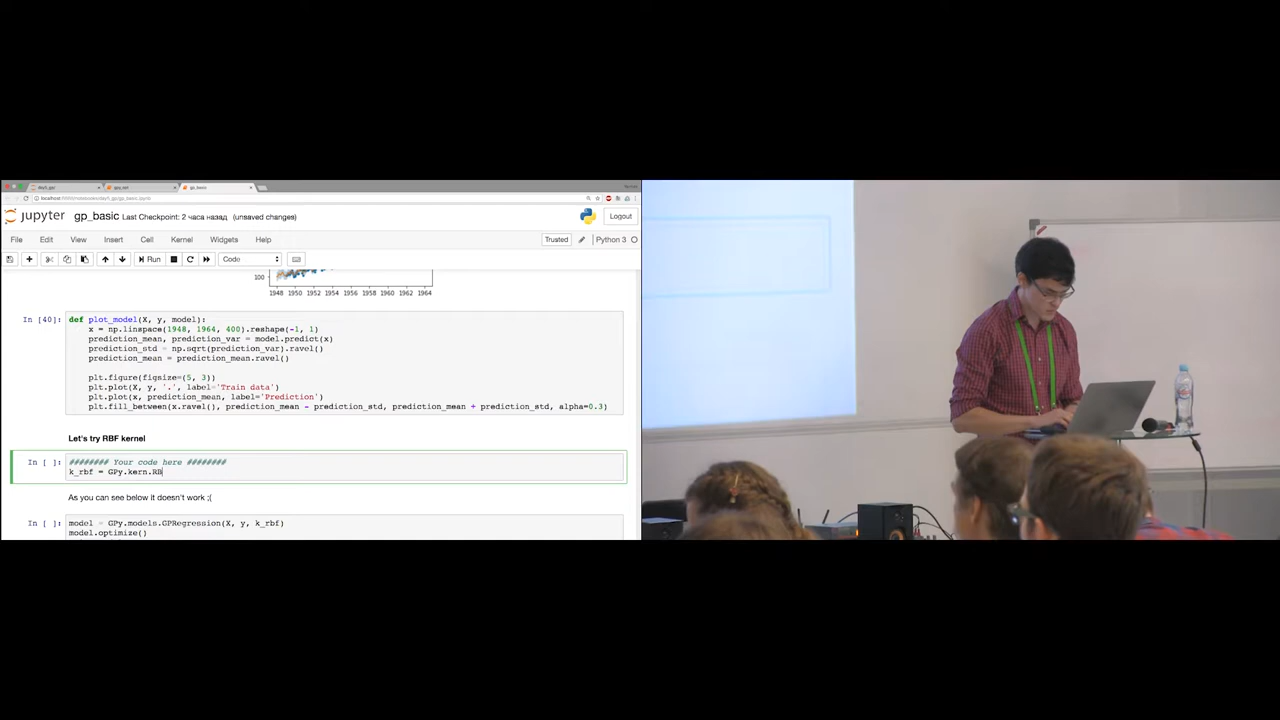 day5_gp
gp_basic
localhost
jupyter gp_basic Last Checkpoint: 2 часа назад (unsaved changes)
Logout
File Edit View Insert Cell Kernel Widgets Help
Trusted
Python 3
Run
Code
100
1948 1950 1952 1954 1956 1958 1960 1962 1964
In [40]: def plot_model(X, y, model):
x = np.linspace(1948, 1964, 400).reshape(-1, 1)
prediction_mean, prediction_var = model.predict(x)
prediction_std = np.sqrt(prediction_var).ravel()
prediction_mean = prediction_mean.ravel()
plt.figure(figsize=(5, 3))
plt.plot(X, y, '.', label='Train data')
plt.plot(x, prediction_mean, label='Prediction')
plt.fill_between(x.ravel(), prediction_mean - prediction_std, prediction_mean + prediction_std, alpha=0.3)
Let's try RBF kernel
In [ ]: ######## Your code here ########
k_rbf = GPy.kern.RB
As you can see below it doesn't work ;(
In [ ]: model = GPy.models.GPRegression(X, y, k_rbf)
model.optimize()